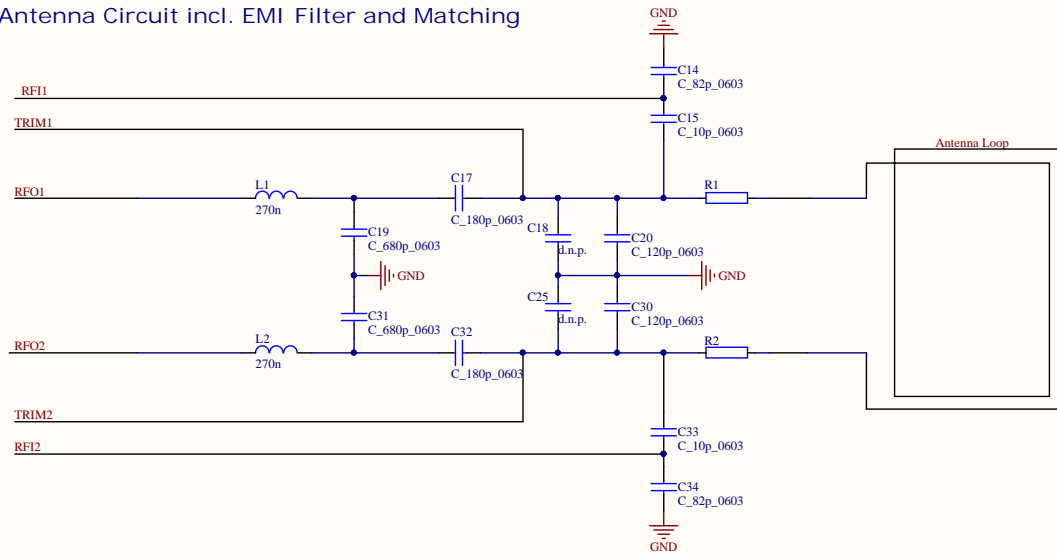 Antenna Circuit incl. EMI Filter and Matching
GND
C14
C_82p_0603
RFI1
C15
C_10p_0603
TRIM1
Antenna Loop
RFO1
L1
270n
C17
C_180p_0603
R1
C19
C_680p_0603
C18
d.n.p.
C20
C_120p_0603
GND
GND
C31
C_680p_0603
C25
d.n.p.
C30
C_120p_0603
RFO2
L2
270n
C32
C_180p_0603
R2
TRIM2
RFI2
C33
C_10p_0603
C34
C_82p_0603
GND